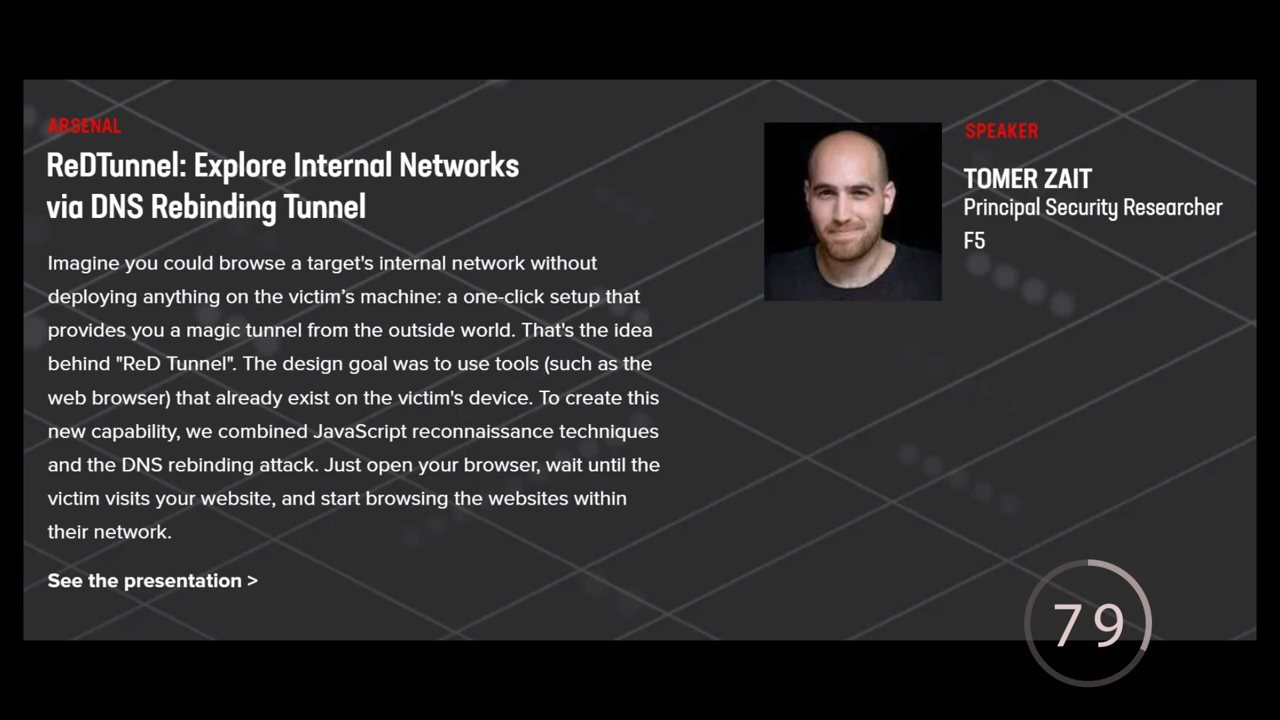 ARSENAL
ReDTunnel: Explore Internal Networks
via DNS Rebinding Tunnel
Imagine you could browse a target's internal network without
deploying anything on the victim’s machine: a one-click setup that
provides you a magic tunnel from the outside world. That's the idea
behind "ReD Tunnel". The design goal was to use tools (such as the
web browser) that already exist on the victim's device. To create this
new capability, we combined JavaScript reconnaissance techniques
and the DNS rebinding attack. Just open your browser, wait until the
victim visits your website, and start browsing the websites within
their network.
See the presentation >
SPEAKER
TOMER ZAIT
Principal Security Researcher
F5
79